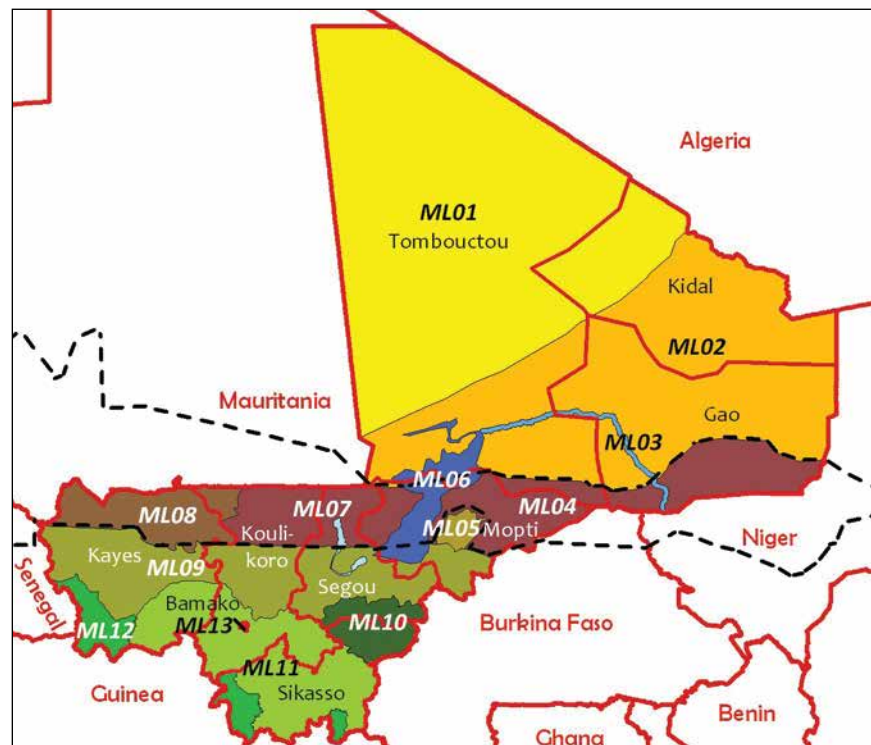 Algeria
ML01
Tombouctou
Kidal
ML02
Mauritania
Gao
ML03
ML06
ML07
ML04
ML08
ML05
Mopti
Kouli-
koro
Niger
Kayes
ML09
Segou
Senegal
Bamako
ML13
ML10
Burkina Faso
ML12
ML11
Guinea
Sikasso
Benin
Ghana